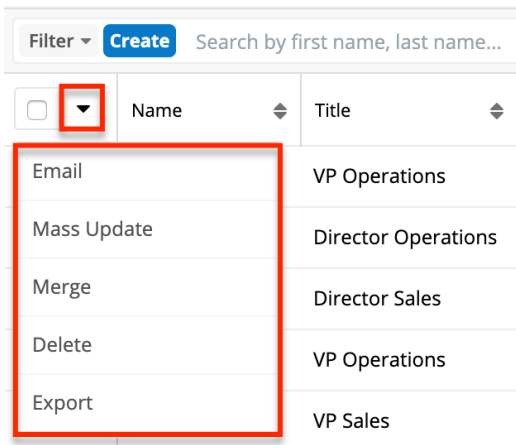 Filter Create Search by first name, last name...
Name Title
Email
VP Operations
Mass Update
Director Operations
Merge
Director Sales
Delete
VP Operations
Export
VP Sales